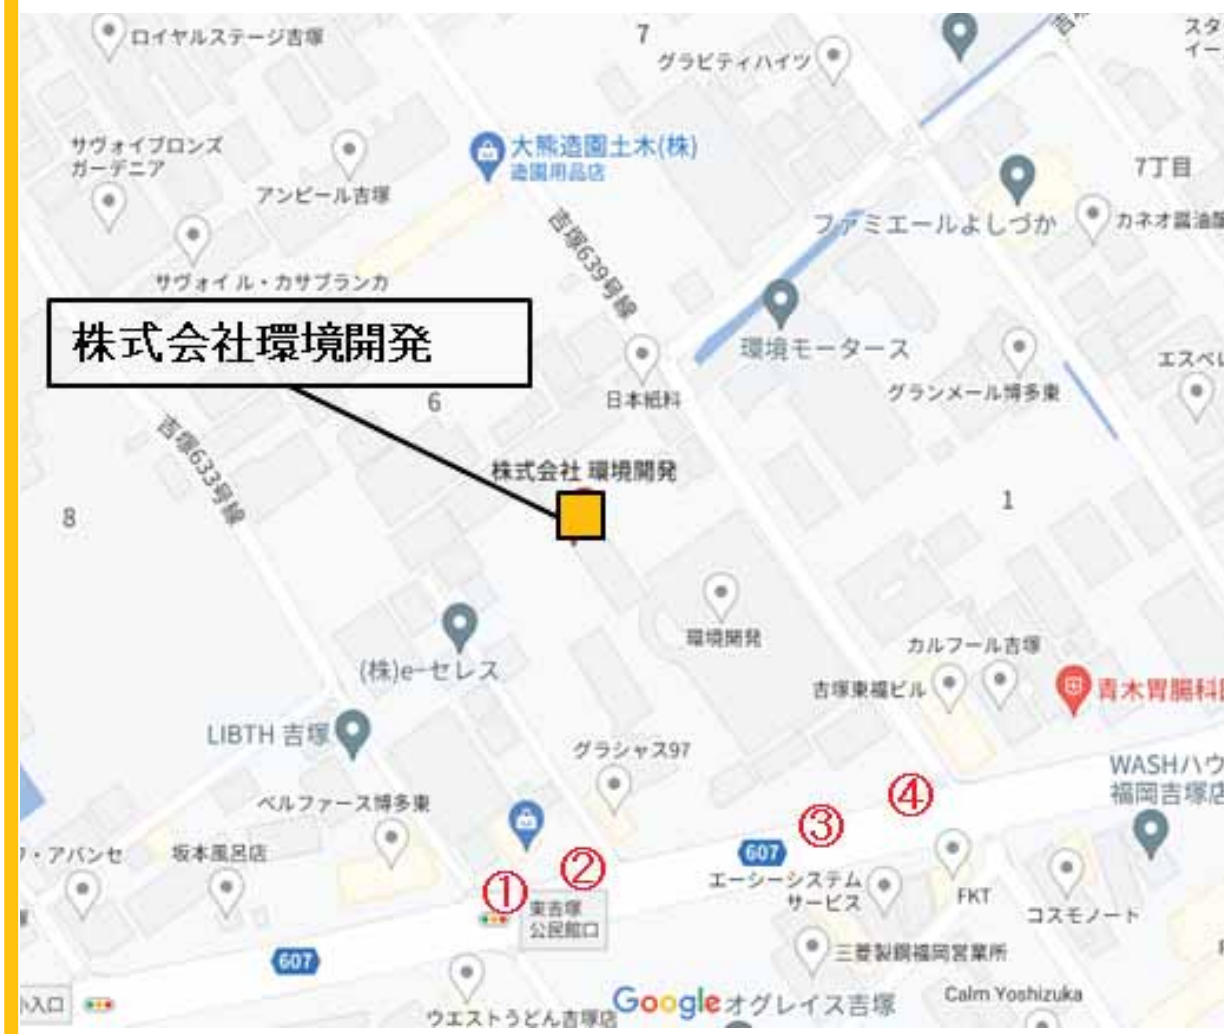 ロイヤルステージ吉塚
7
グラビティハイツ
スタ
イー
サヴォイブロンズ
ガーデニア
アンピール吉塚
大熊造園土木(株)
造園用品店
7丁目
ファミエールよしづか
カネオ醤油醸
サヴォイル・カサブランカ
吉塚639号線
株式会社環境開発
環境モータース
グランメール博多東
エスペレ
日本紙料
6
吉塚633号線
株式会社 環境開発
8
1
環境開発
(株)e-セレス
カルフール吉塚
吉塚東福ビル
青木胃腸科
LIBTH 吉塚
グラシャス97
WASHハウ
福岡吉塚店
ベルファース博多東
④
③
607
坂本風呂店
・アバンセ
①
②
東吉塚
公民館口
エーシーシステム
サービス
FKT
コスモノート
607
三菱製鋼福岡営業所
小入口
ウエストうどん吉塚店
Google
オグレイス吉塚
Calm Yoshizuka